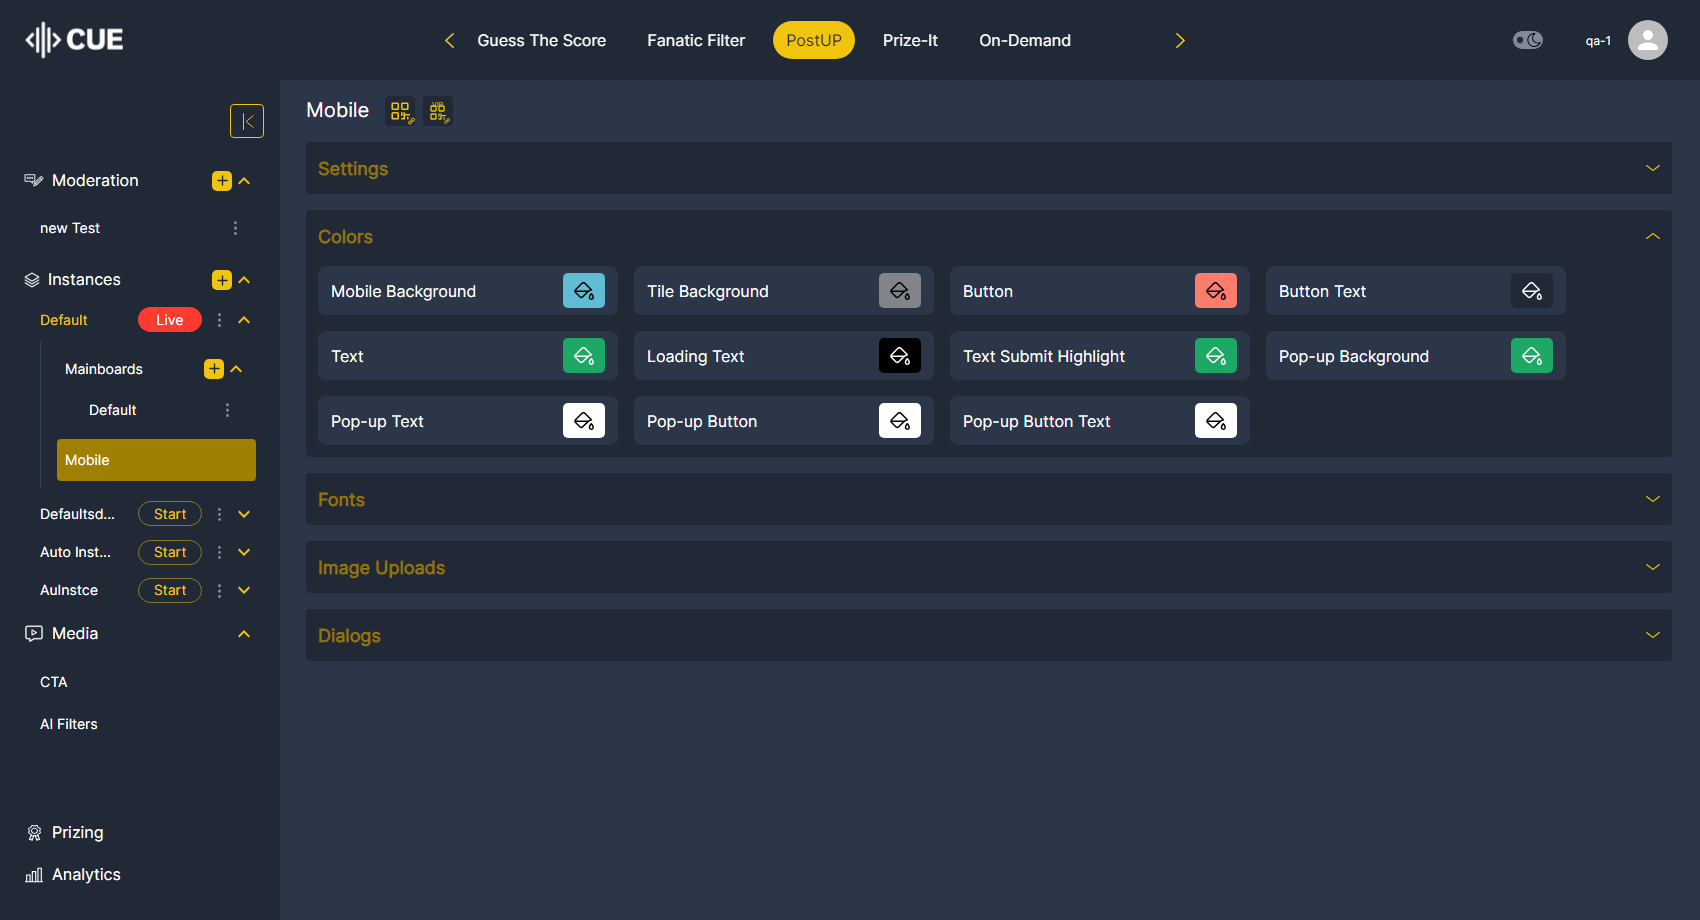 CUE
Guess The Score
Fanatic Filter
PostUP
Prize-It
On-Demand
qa-1
Moderation
new Test
Instances
Default
Live
Mainboards
Default
Mobile
Defaultsd...
Start
Auto Inst...
Start
AuInstce
Start
Media
CTA
AI Filters
Prizing
Analytics
Mobile
VIP
Settings
Colors
Mobile Background
Tile Background
Button
Button Text
Text
Loading Text
Text Submit Highlight
Pop-up Background
Pop-up Text
Pop-up Button
Pop-up Button Text
Fonts
Image Uploads
Dialogs